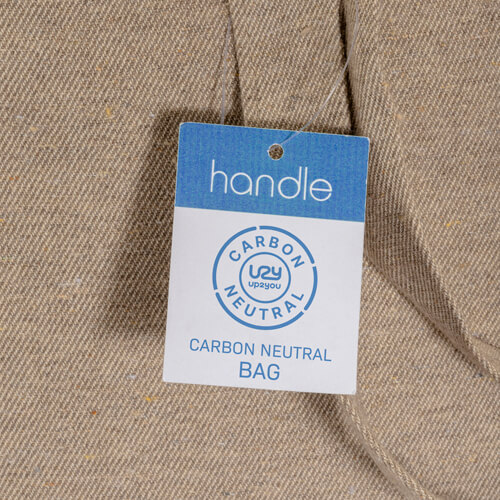 handle
CARBON
u2y
up2you
NEUTRAL
CARBON NEUTRAL
BAG